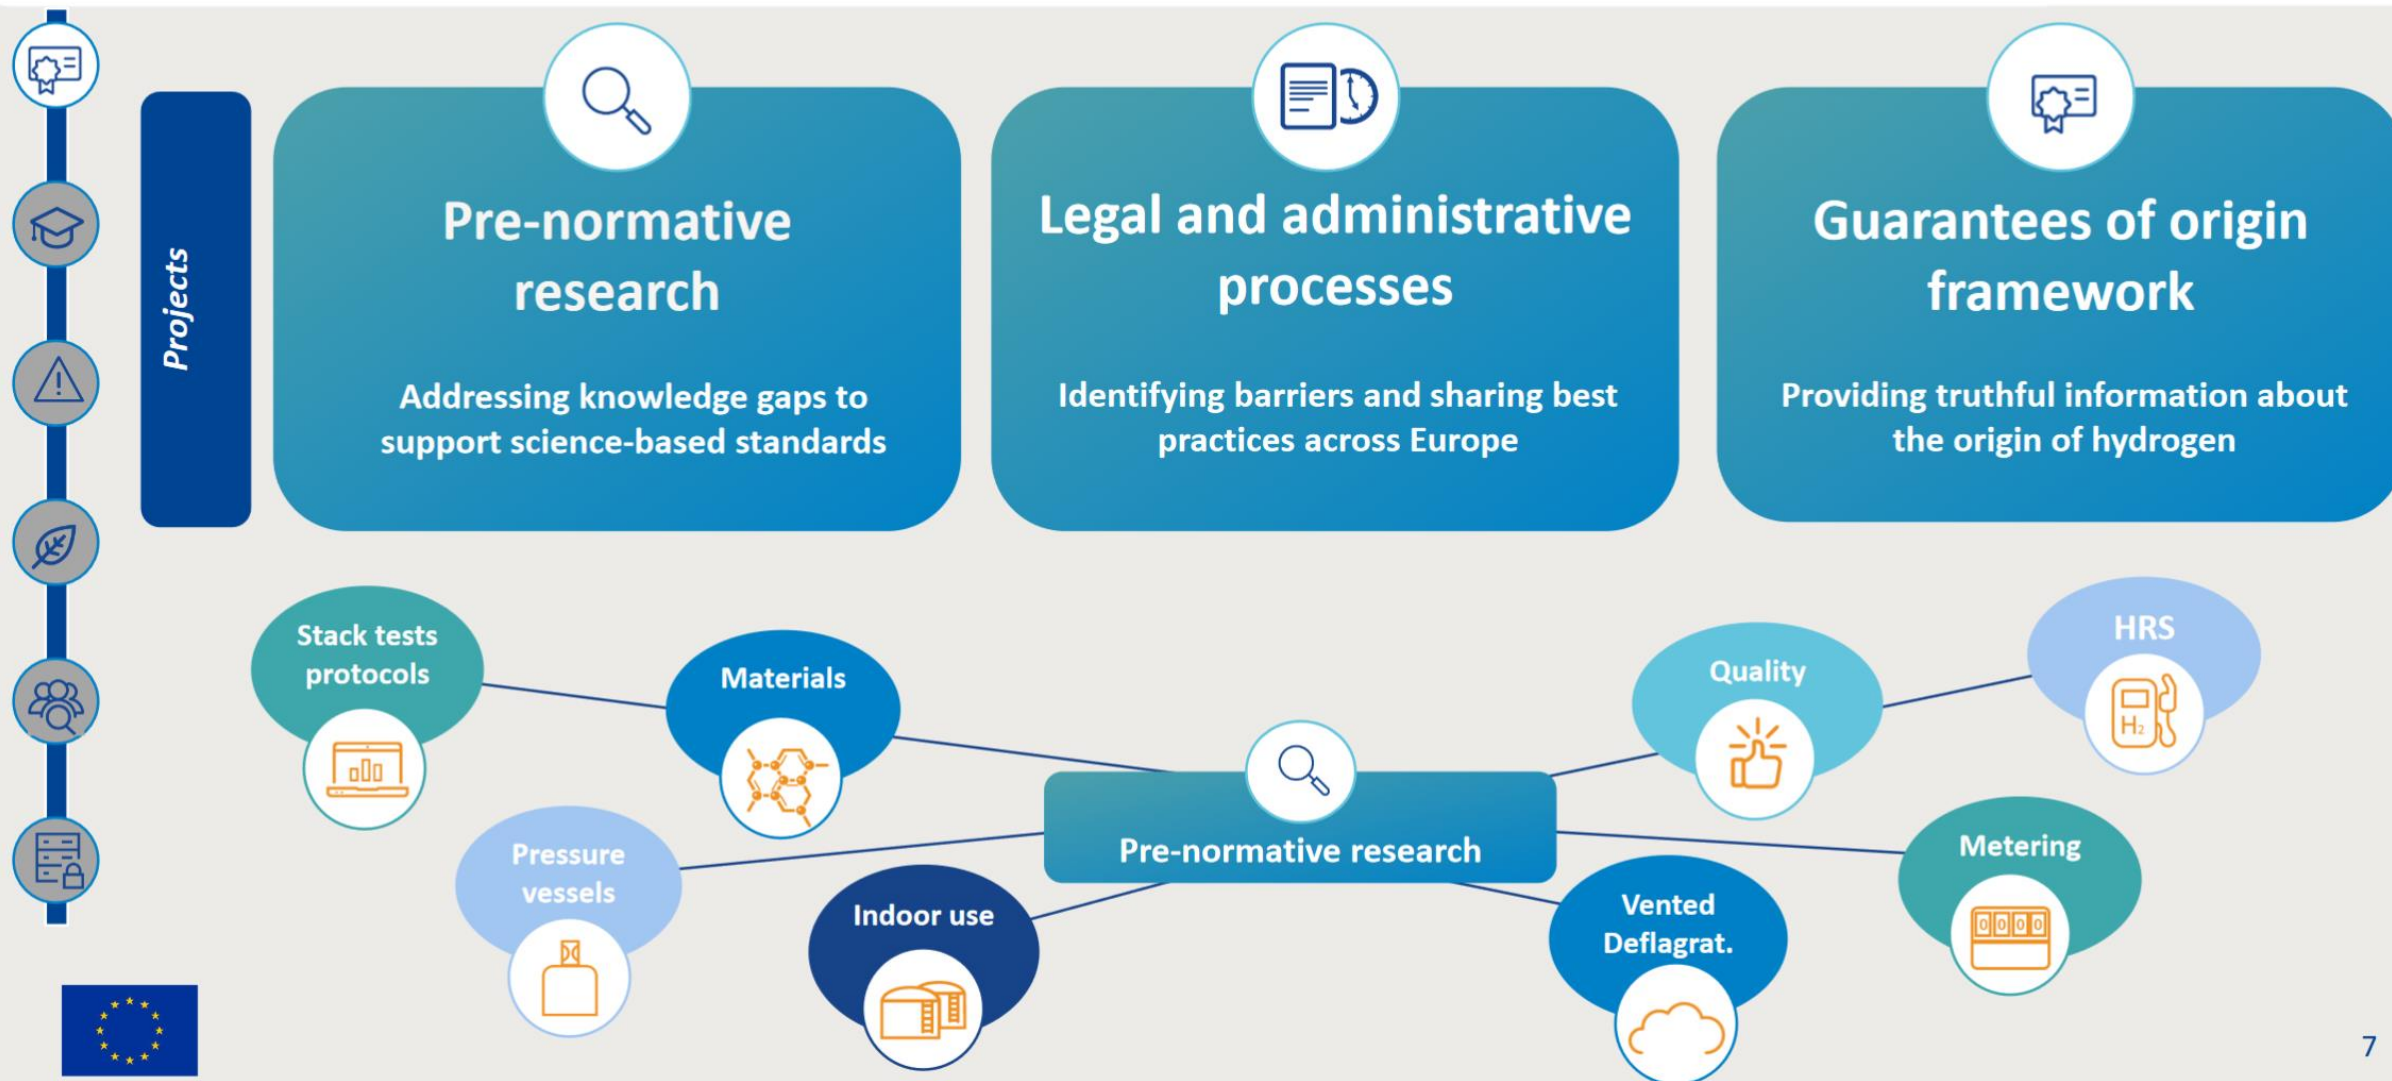 Projects
Pre-normative
research
Addressing knowledge gaps to
support science-based standards
Legal and administrative
processes
Identifying barriers and sharing best
practices across Europe
Guarantees of origin
framework
Providing truthful information about
the origin of hydrogen
Stack tests
protocols
Materials
Pressure
vessels
Indoor use
Pre-normative research
Quality
HRS
H₂
Metering
0000
Vented
Deflagrat.
7